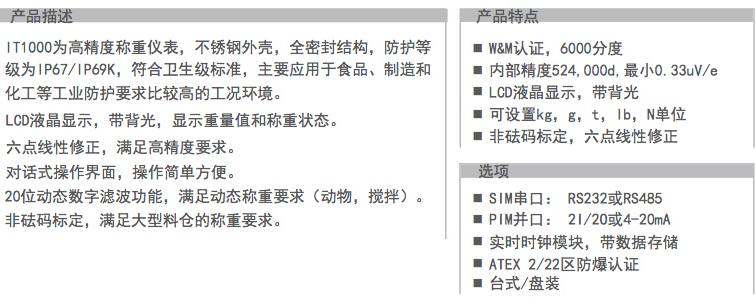 产品描述
IT1000为高精度称重仪表，不锈钢外壳，全密封结构，防护等
级为IP67/IP69K，符合卫生级标准，主要应用于食品、制造和
化工等工业防护要求比较高的工况环境。
LCD液晶显示，带背光，显示重量值和称重状态。
六点线性修正，满足高精度要求。
对话式操作界面，操作简单方便。
20位动态数字滤波功能，满足动态称重要求（动物，搅拌）。
非砝码标定，满足大型料仓的称重要求。
产品特点
■ W&M认证，6000分度
■ 内部精度524,000d,最小0.33uV/e
■ LCD液晶显示，带背光
■ 可设置kg，g，t，lb，N单位
■ 非砝码标定，六点线性修正
选项
■ SIM串口： RS232或RS485
■ PIM并口： 2I/2O或4-20mA
■ 实时时钟模块，带数据存储
■ ATEX 2/22区防爆认证
■ 台式/盘装